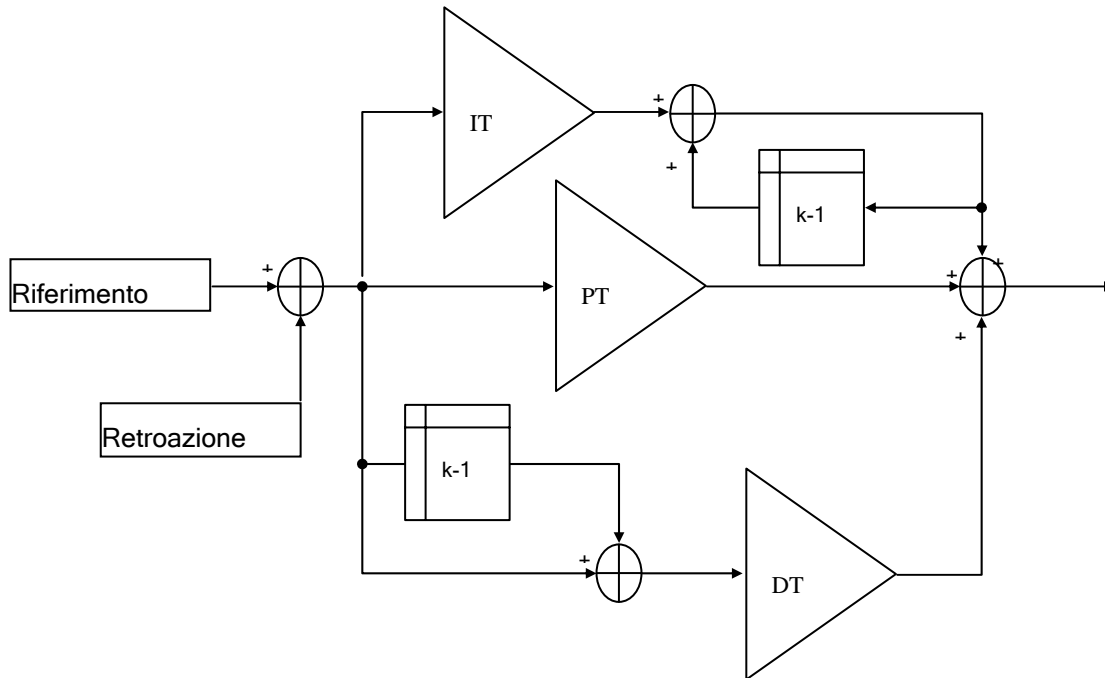 IT
+
+
k-1
Riferimento
+
PT
+
+
+
Retroazione
k-1
+
DT